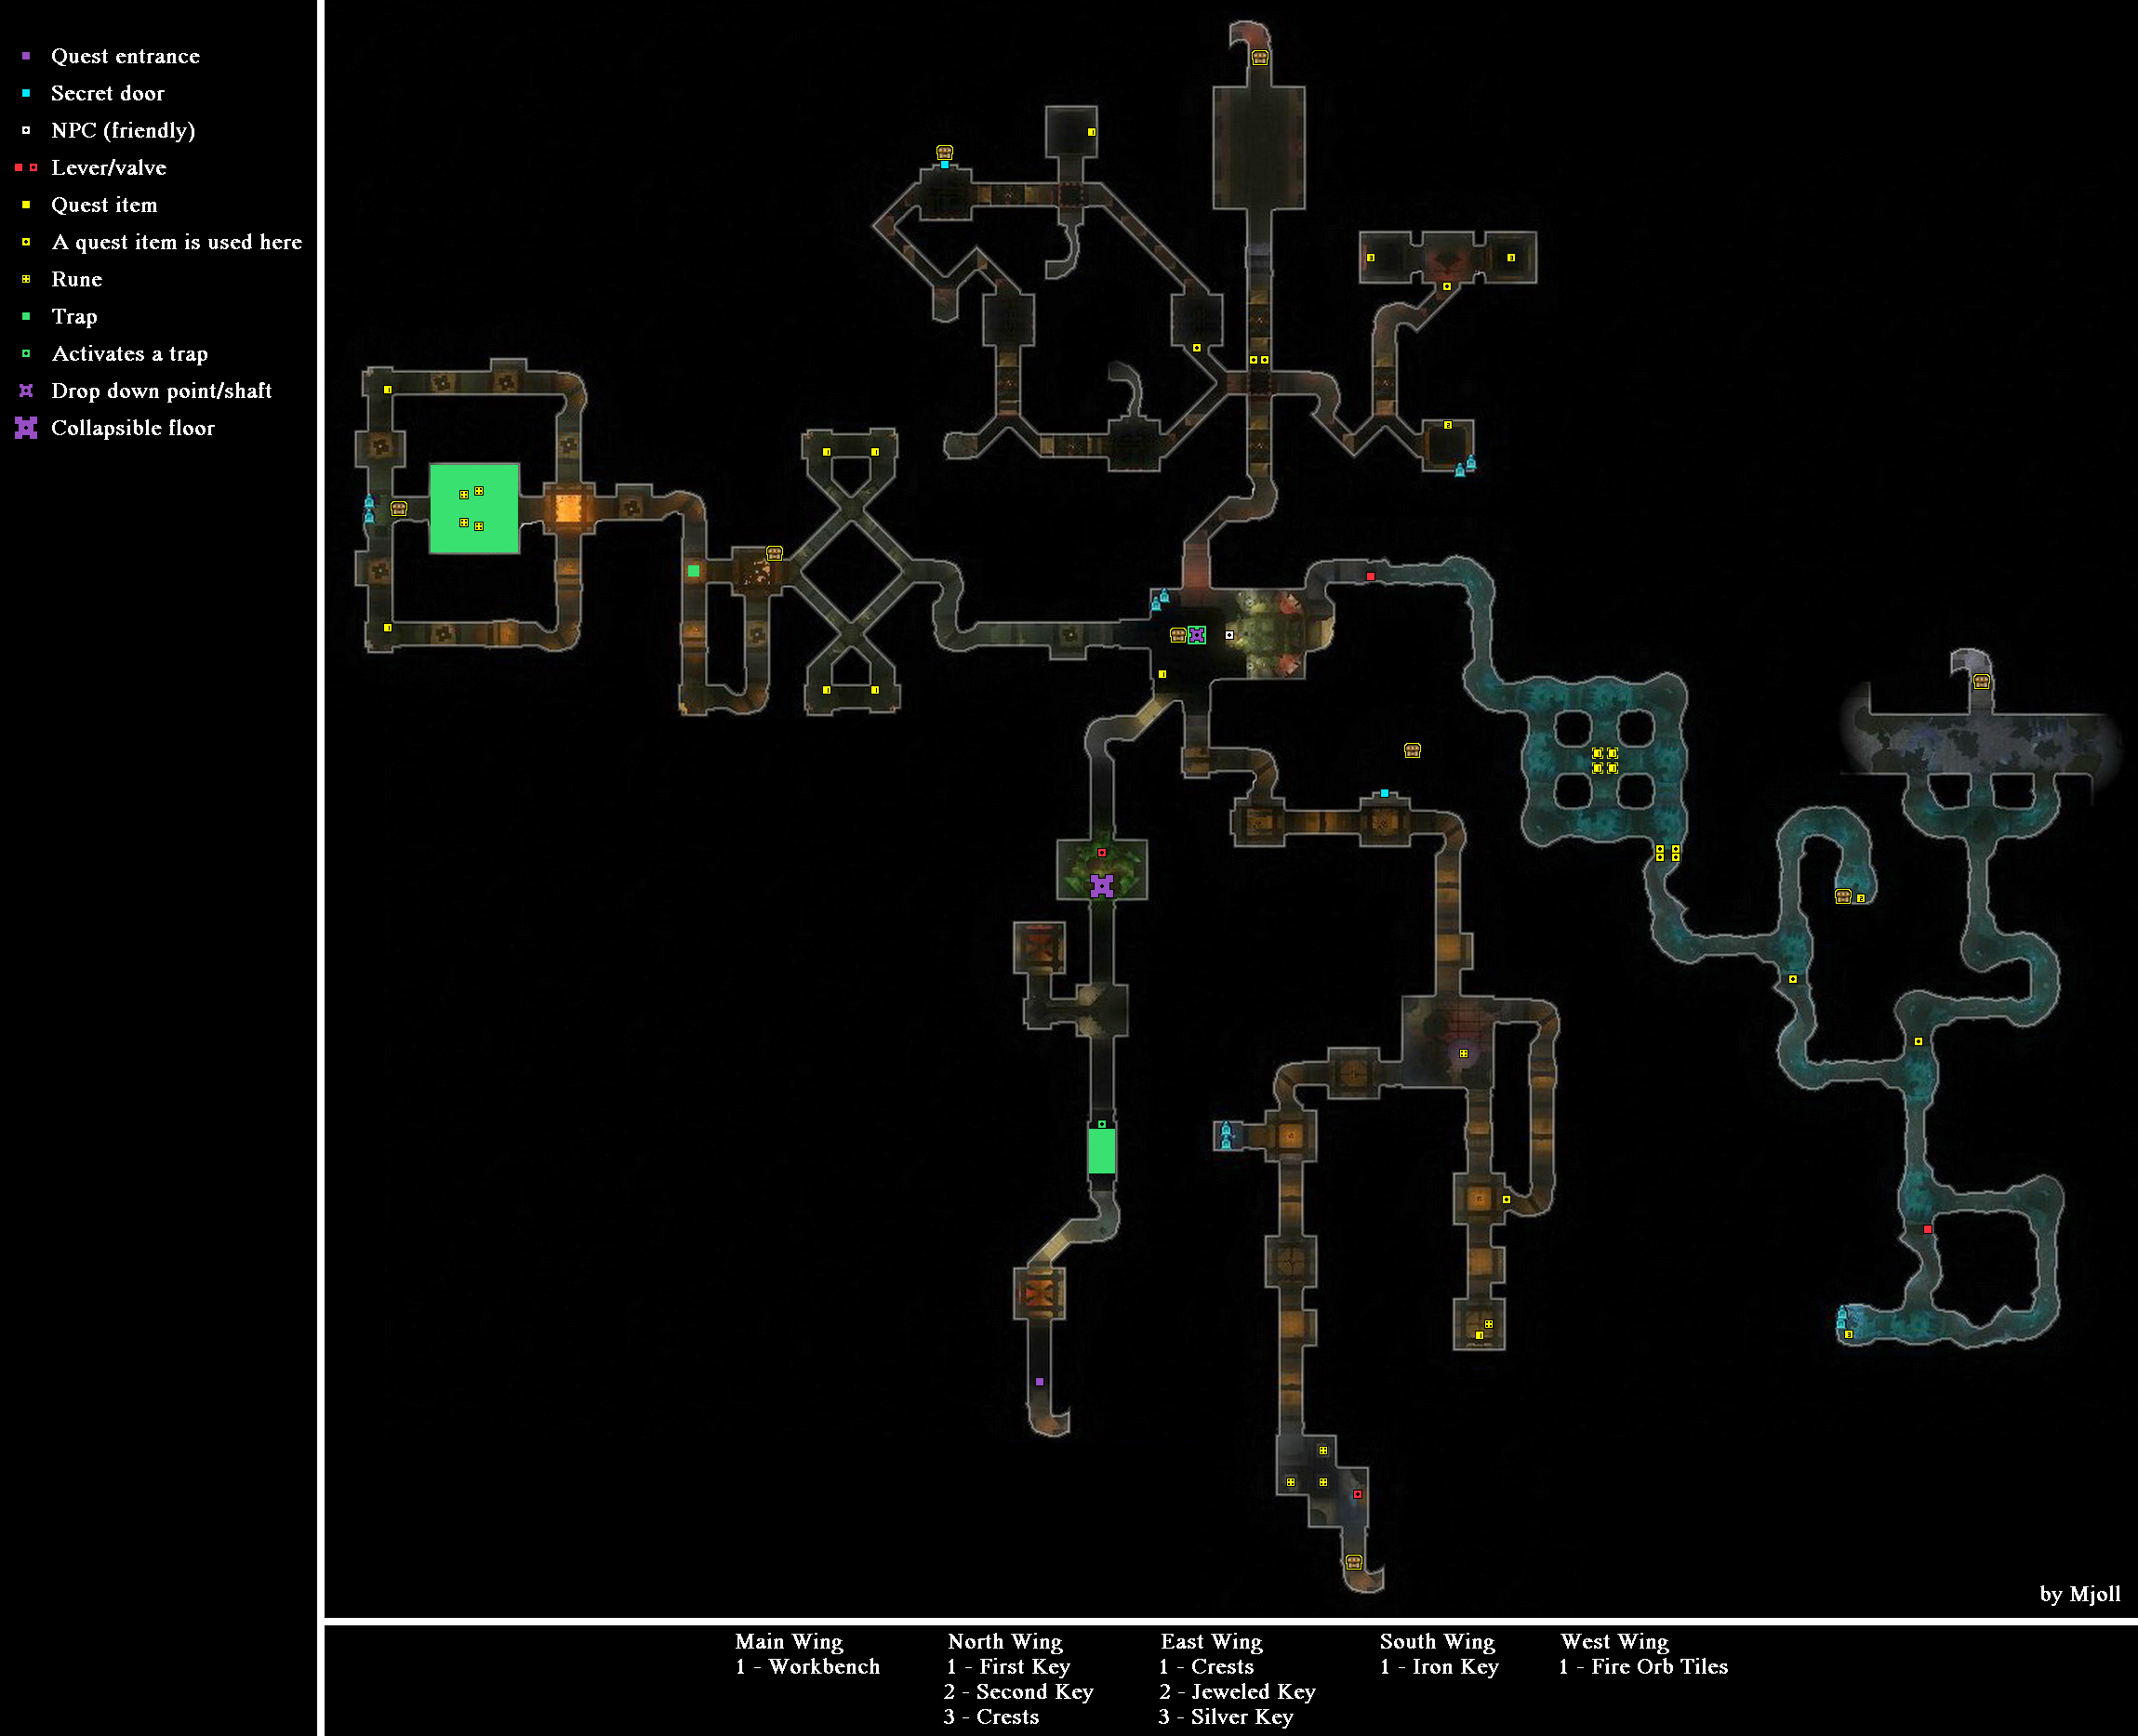 Quest entrance
Secret door
NPC (friendly)
Lever/valve
Quest item
A quest item is used here
Rune
Trap
Activates a trap
Drop down point/shaft
Collapsible floor
by Mjoll
Main Wing
1 - Workbench
North Wing
1 - First Key
2 - Second Key
3 - Crests
East Wing
1 - Crests
2 - Jeweled Key
3 - Silver Key
South Wing
1 - Iron Key
West Wing
1 - Fire Orb Tiles